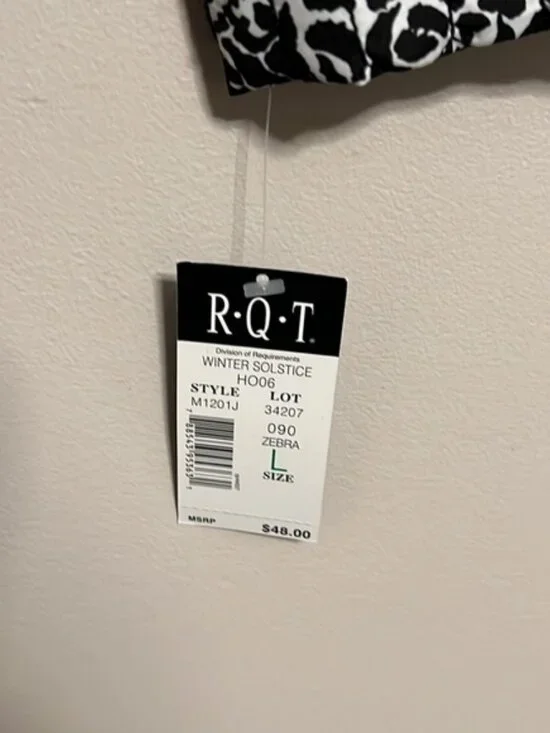 R·Q·T
Division of Requirements
WINTER SOLSTICE
HO06
STYLE LOT
M1201J 34207
090
ZEBRA
L
SIZE
MSRP $48.00